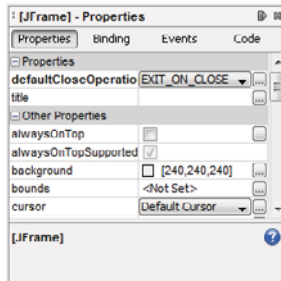 [JFrame] - Properties
Properties Binding Events Code
Properties
defaultCloseOperatio EXIT_ON_CLOSE ...
title ...
Other Properties
alwaysOnTop ...
alwaysOnTopSupported
background [240,240,240] ...
bounds <Not Set> ...
cursor Default Cursor ...
[JFrame]